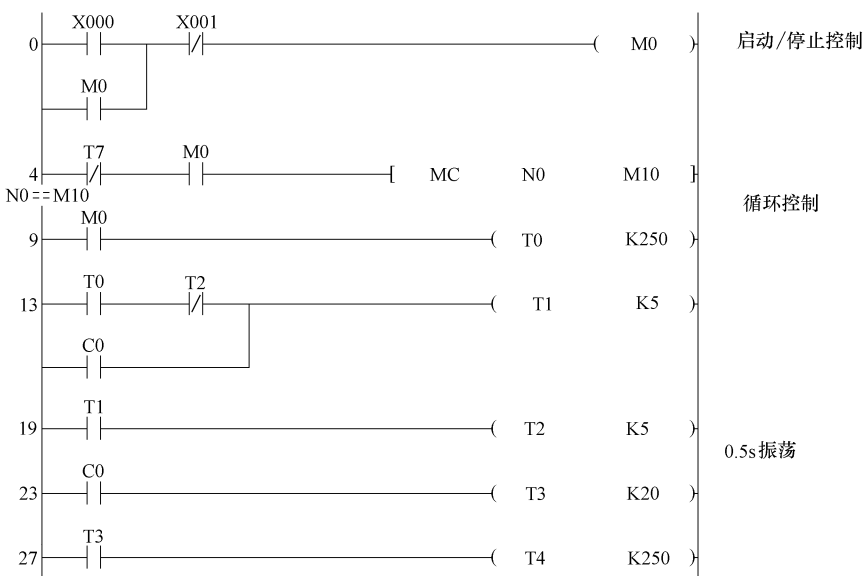 X000 X001
0 ( M0 ) 启动/停止控制
M0
T7 M0
4 [ MC N0 M10 ]
N0==M10
循环控制
M0
9 ( T0 K250 )
T0 T2
13 ( T1 K5 )
C0
T1
19 ( T2 K5 )
0.5s振荡
C0
23 ( T3 K20 )
T3
27 ( T4 K250 )